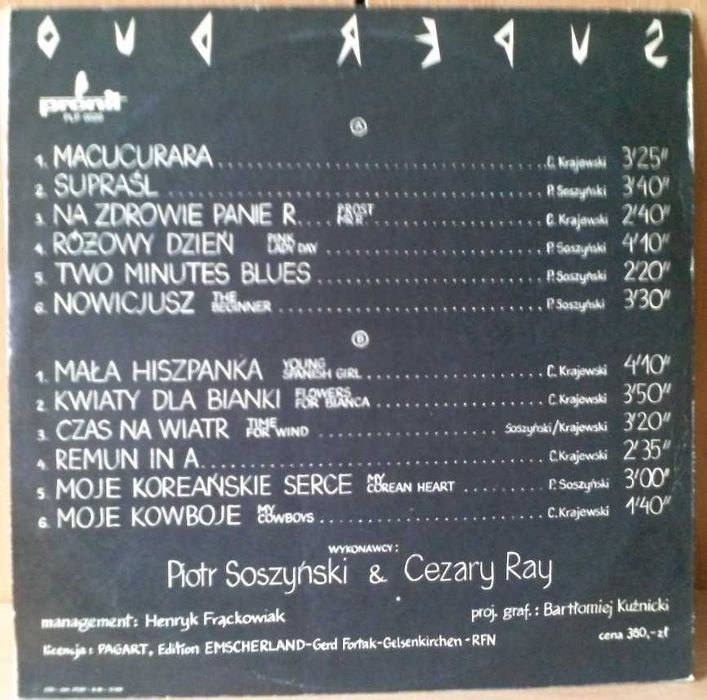 SUPER DUO
pronit
PLP 0020
A
1. MACUCURARA C. Krajewski 3'25"
2. SUPRAŚL P. Soszyński 3'40"
3. NA ZDROWIE PANIE R. PROST MR R C. Krajewski 2'40"
4. RÓŻOWY DZIEŃ PINK LADY DAY P. Soszyński 4'10"
5. TWO MINUTES BLUES P. Soszyński 2'20"
6. NOWICJUSZ THE BEGINNER P. Soszyński 3'30"
B
1. MAŁA HISZPANKA YOUNG SPANISH GIRL C. Krajewski 4'10"
2. KWIATY DLA BIANKI FLOWERS FOR BIANCA C. Krajewski 3'50"
3. CZAS NA WIATR TIME FOR WIND Soszyński/Krajewski 3'20"
4. REMUN IN A C. Krajewski 2'35"
5. MOJE KOREAŃSKIE SERCE MY COREAN HEART P. Soszyński 3'00"
6. MOJE KOWBOJE MY COWBOYS C. Krajewski 1'40"
WYKONAWCY:
Piotr Soszyński & Cezary Ray
management: Henryk Frąckowiak proj. graf.: Bartłomiej Kuźnicki
licencja: PAGART, Edition EMSCHERLAND-Gerd Fortak-Gelsenkirchen-RFN cena 380,-zł